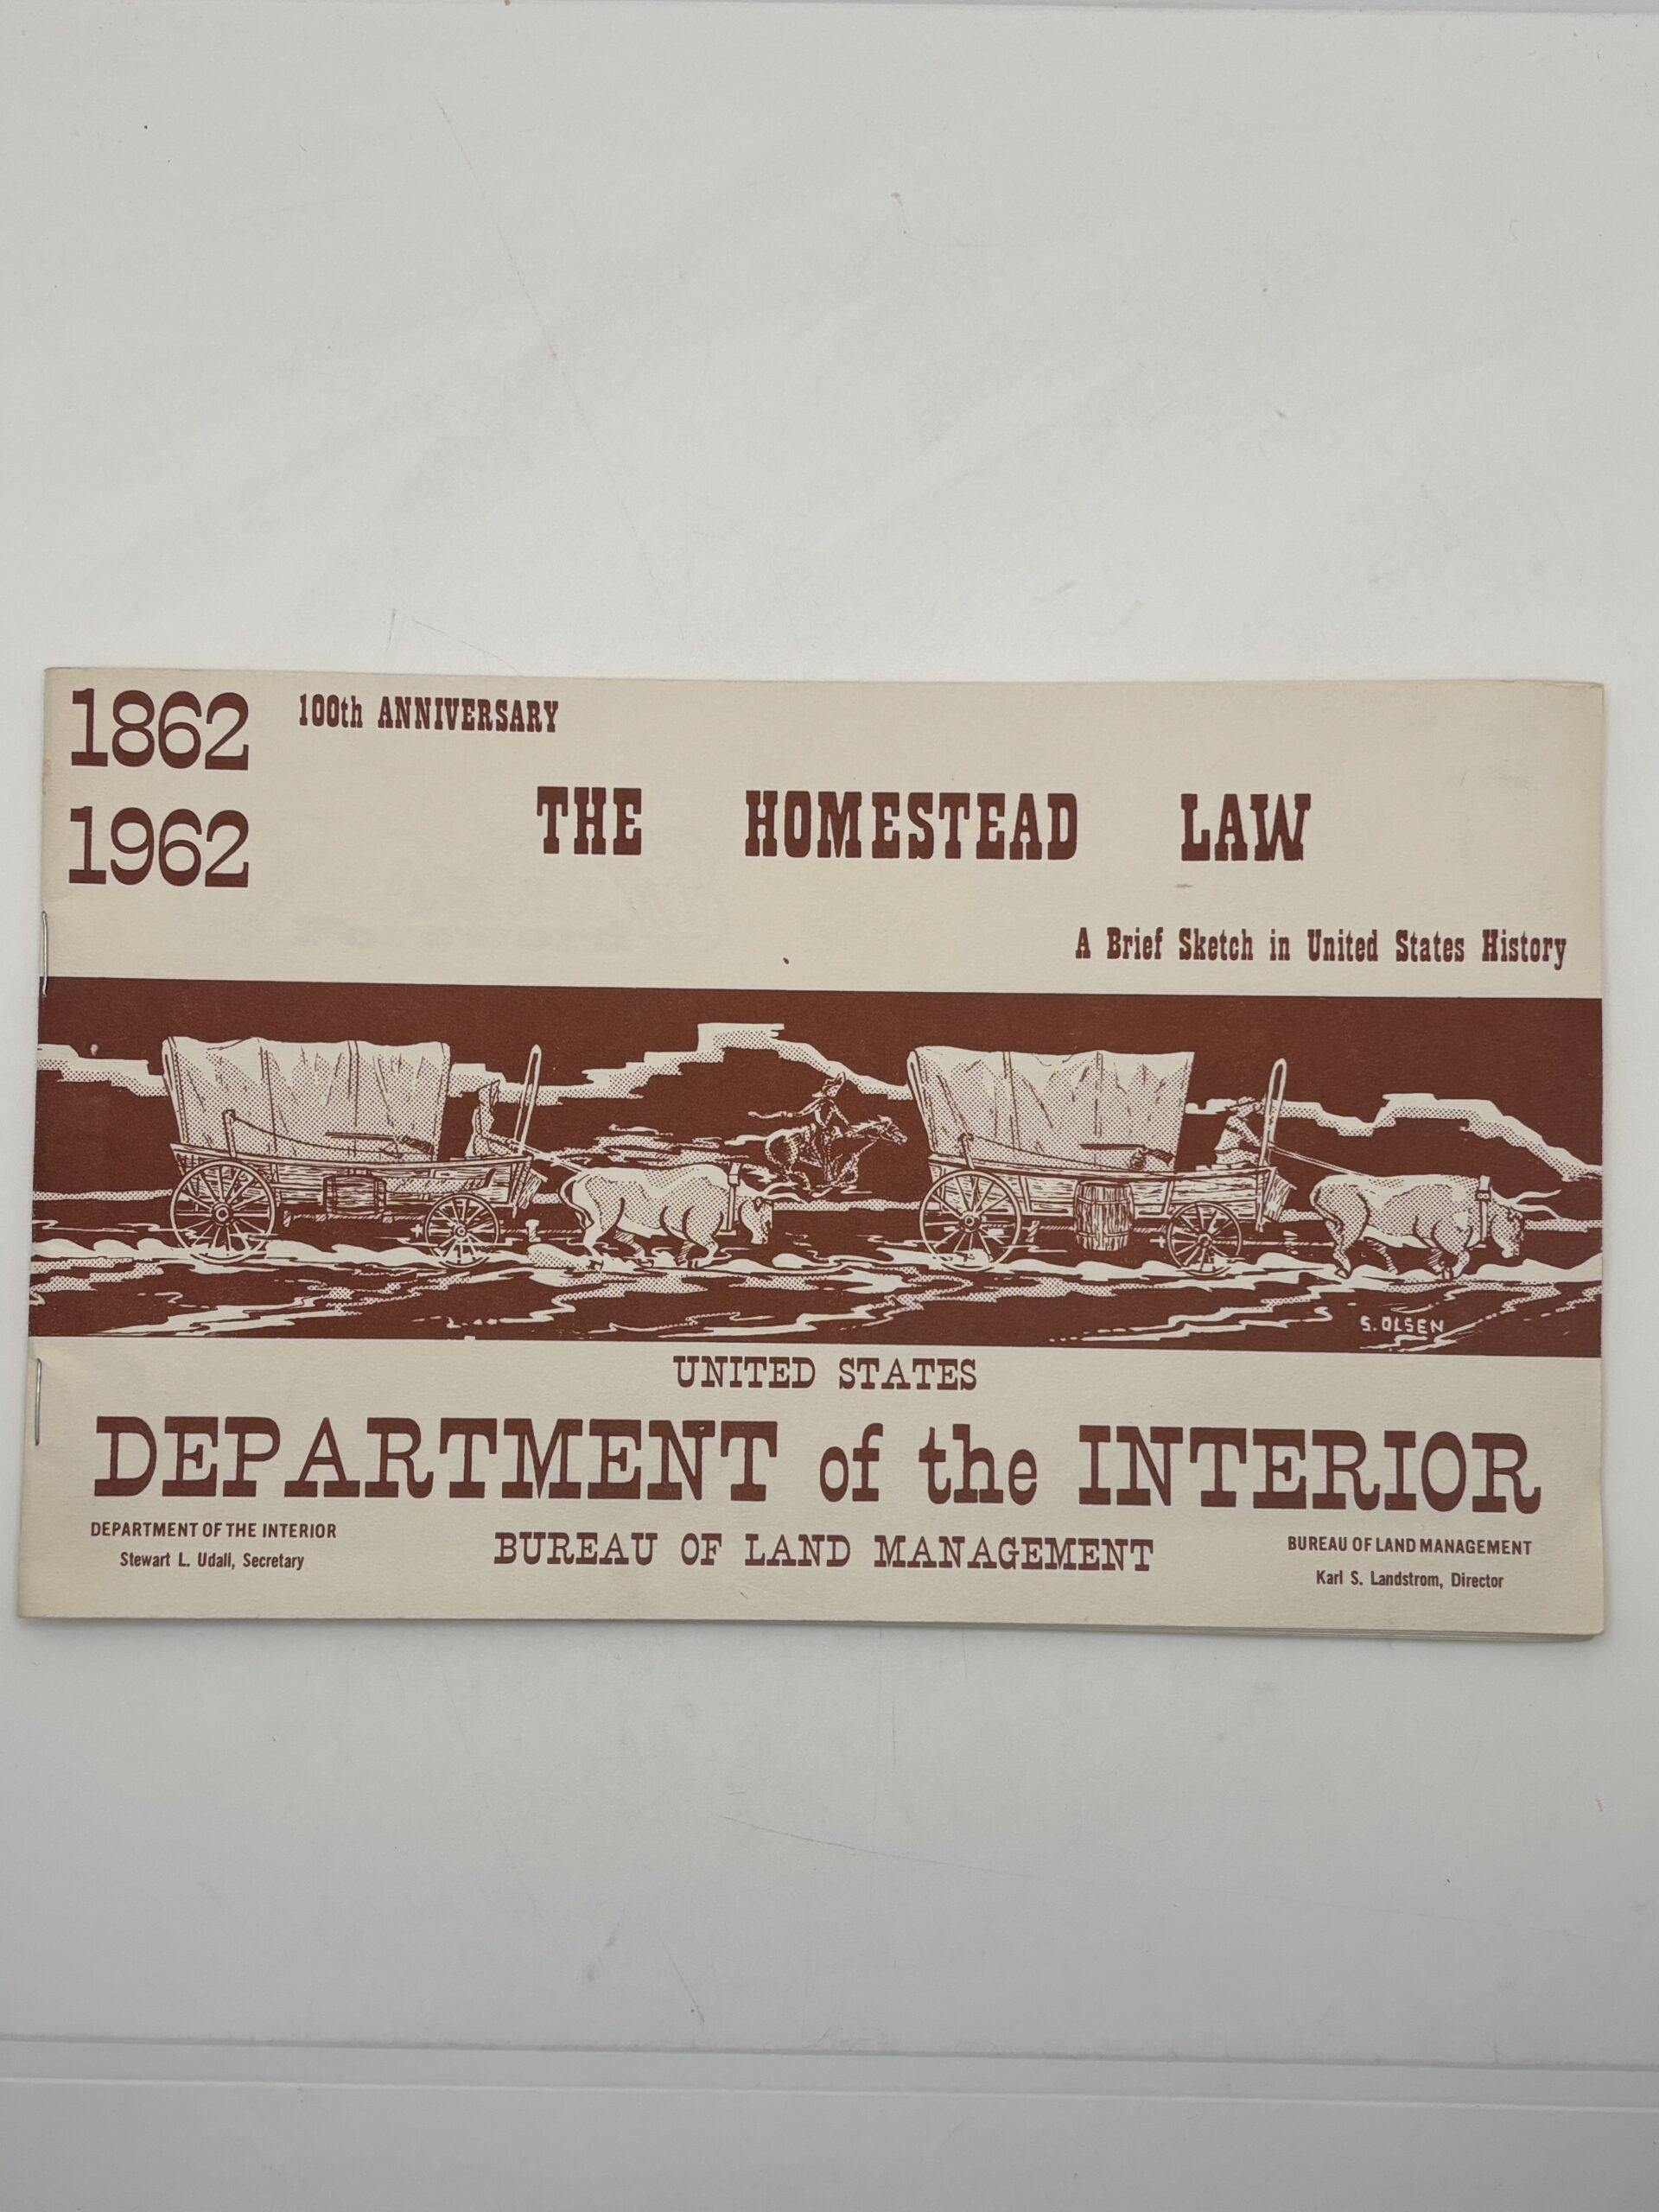 1862
100th ANNIVERSARY
1962
THE HOMESTEAD LAW
A Brief Sketch in United States History
S. OLSEN
UNITED STATES
DEPARTMENT of the INTERIOR
BUREAU OF LAND MANAGEMENT
DEPARTMENT OF THE INTERIOR
Stewart L. Udall, Secretary
BUREAU OF LAND MANAGEMENT
Karl S. Landstrom, Director